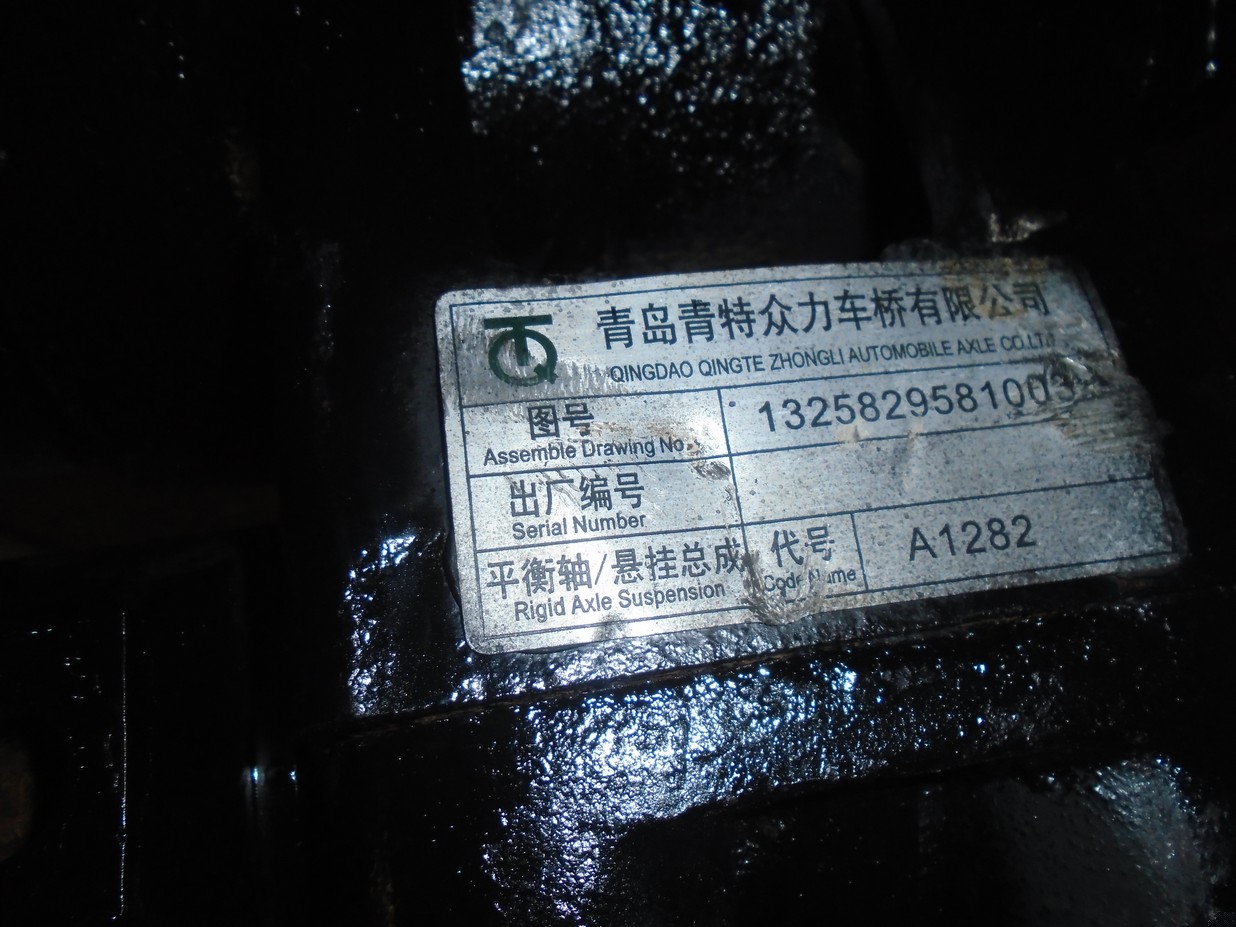 青岛青特众力车桥有限公司
QINGDAO QINGTE ZHONGLI AUTOMOBILE AXLE CO.LTD
图号
Assemble Drawing No.
1325829581003
出厂编号
Serial Number
平衡轴/悬挂总成
Rigid Axle Suspension
代号
Code Name
A1282